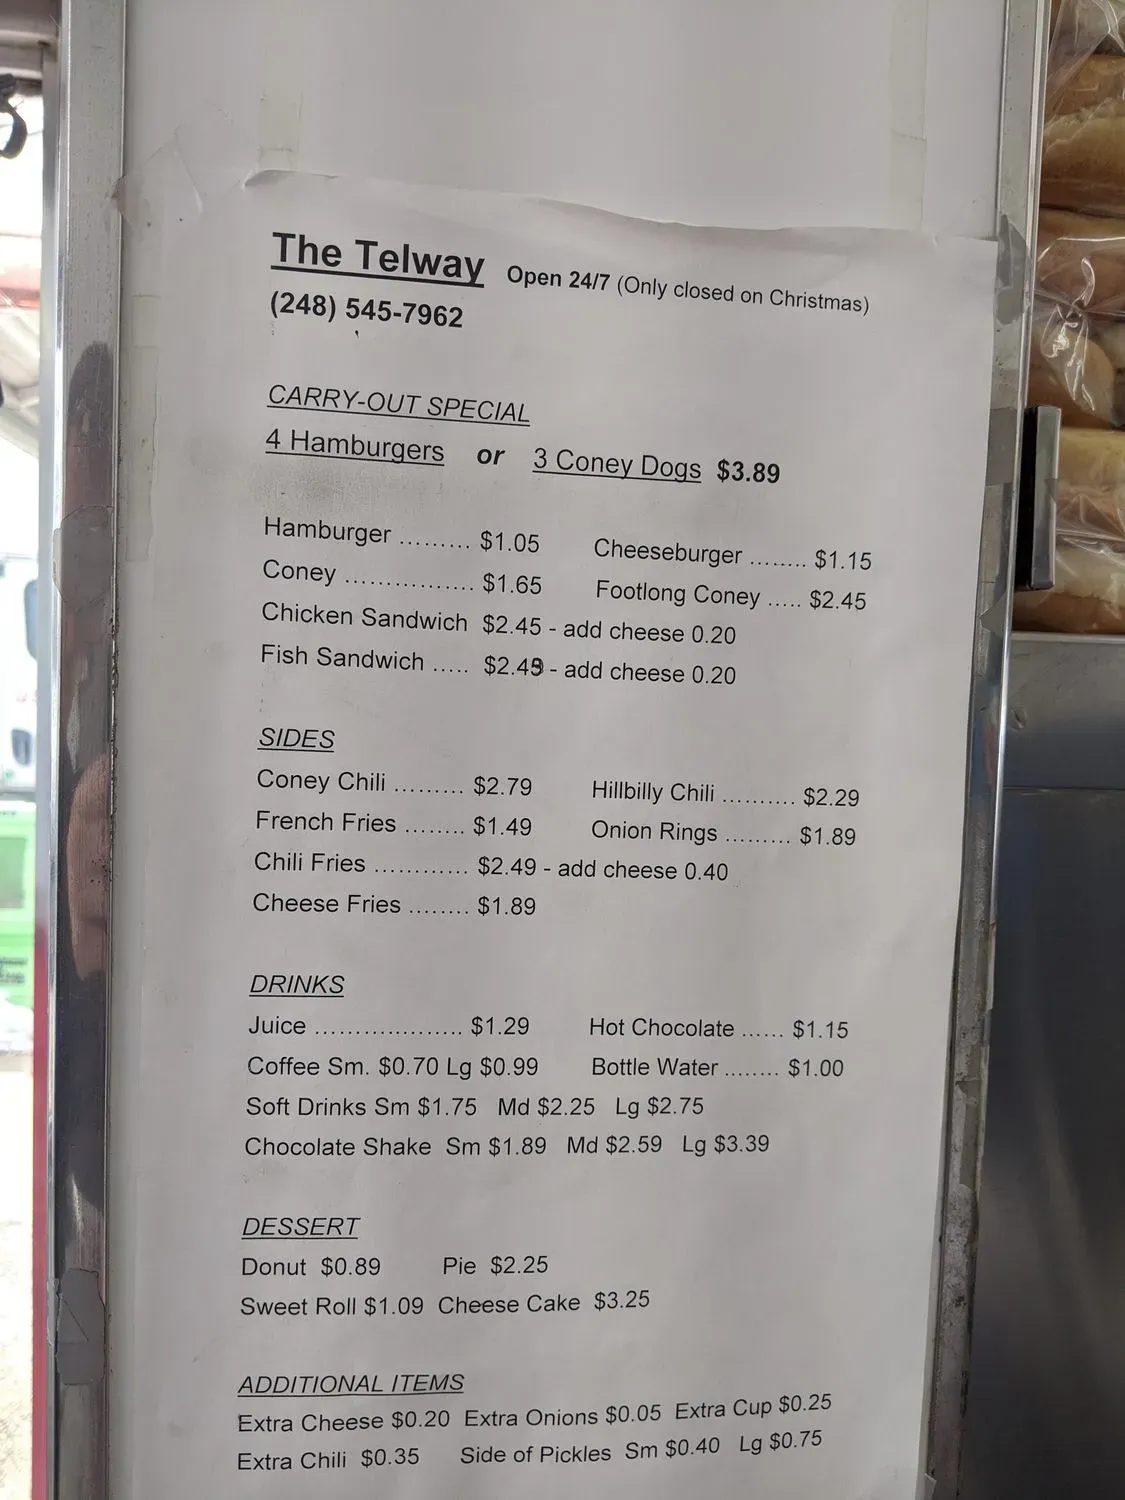 The Telway Open 24/7 (Only closed on Christmas)
(248) 545-7962
CARRY-OUT SPECIAL
4 Hamburgers or 3 Coney Dogs $3.89
Hamburger ......... $1.05 Cheeseburger ........ $1.15
Coney ................ $1.65 Footlong Coney ..... $2.45
Chicken Sandwich $2.45 - add cheese 0.20
Fish Sandwich ..... $2.49 - add cheese 0.20
SIDES
Coney Chili ......... $2.79 Hillbilly Chili .......... $2.29
French Fries ........ $1.49 Onion Rings ......... $1.89
Chili Fries ............ $2.49 - add cheese 0.40
Cheese Fries ........ $1.89
DRINKS
Juice ..................... $1.29 Hot Chocolate ...... $1.15
Coffee Sm. $0.70 Lg $0.99 Bottle Water ........ $1.00
Soft Drinks Sm $1.75 Md $2.25 Lg $2.75
Chocolate Shake Sm $1.89 Md $2.59 Lg $3.39
DESSERT
Donut $0.89 Pie $2.25
Sweet Roll $1.09 Cheese Cake $3.25
ADDITIONAL ITEMS
Extra Cheese $0.20 Extra Onions $0.05 Extra Cup $0.25
Extra Chili $0.35 Side of Pickles Sm $0.40 Lg $0.75